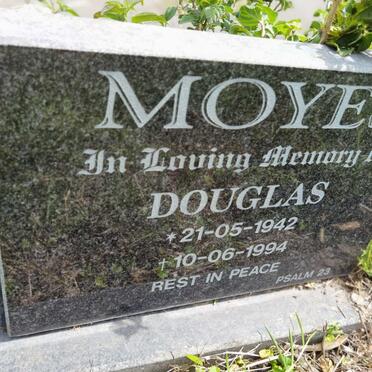 MOYE
In Loving Memory
DOUGLAS
* 21-05-1942
+ 10-06-1994
REST IN PEACE
PSALM 23